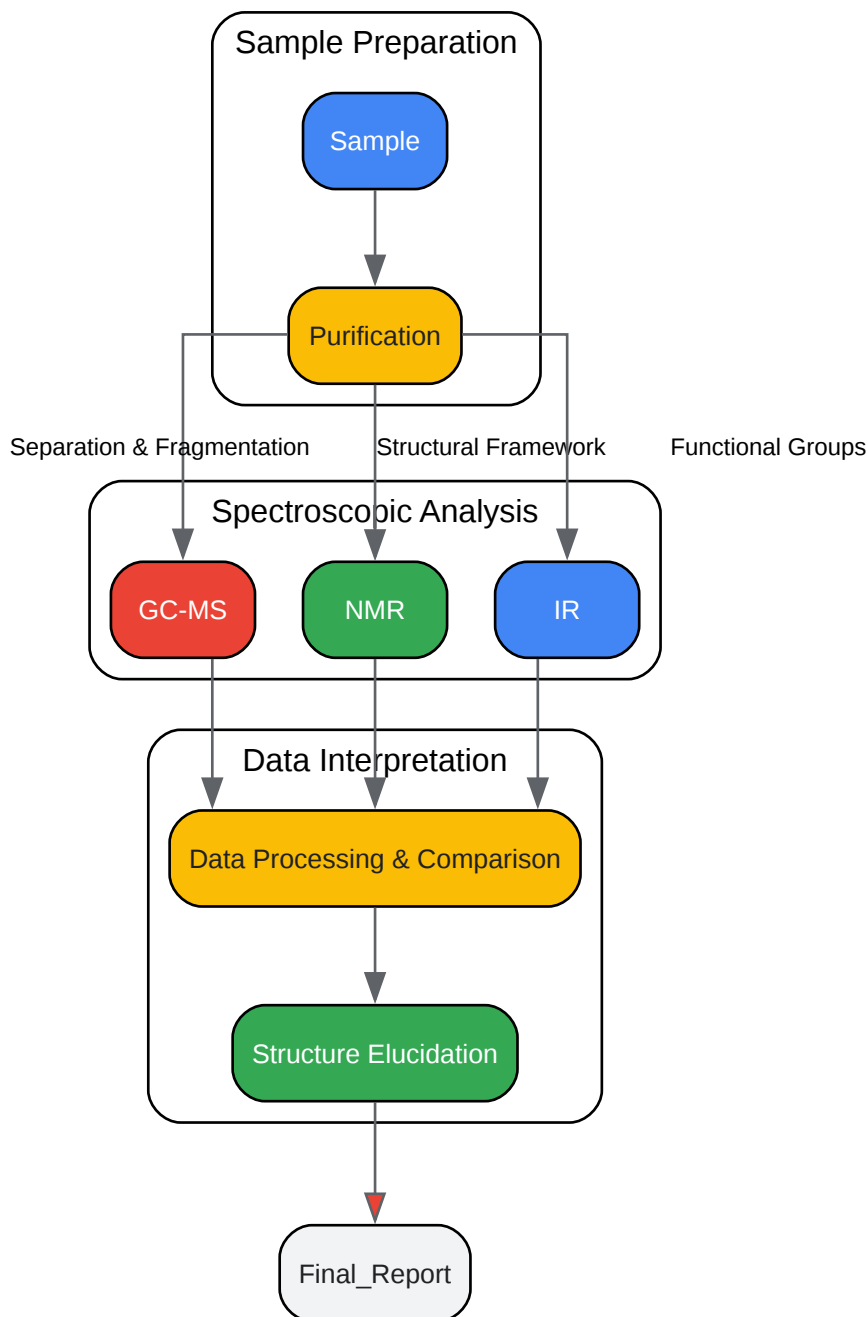 Sample Preparation
Sample
Purification
Separation & Fragmentation
Structural Framework
Functional Groups
Spectroscopic Analysis
GC-MS
NMR
IR
Data Interpretation
Data Processing & Comparison
Structure Elucidation
Final_Report